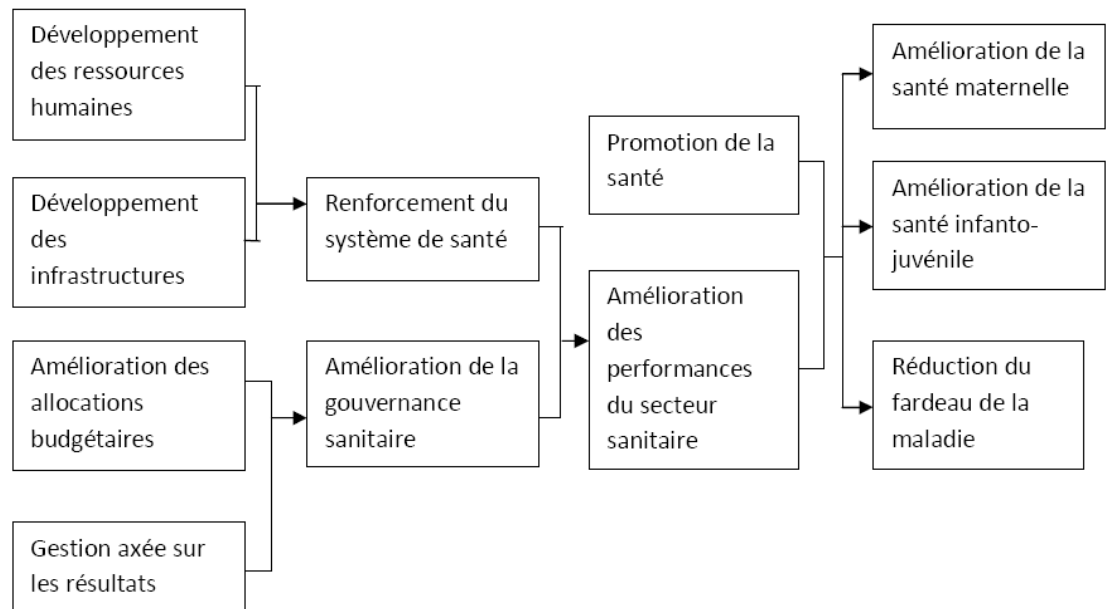 Développement
des ressources
humaines
Développement
des
infrastructures
Amélioration des
allocations
budgétaires
Gestion axée sur
les résultats
Renforcement du
système de santé
Amélioration de la
gouvernance
sanitaire
Promotion de la
santé
Amélioration
des
performances
du secteur
sanitaire
Amélioration de la
santé maternelle
Amélioration de la
santé infanto-
juvénile
Réduction du
fardeau de la
maladie